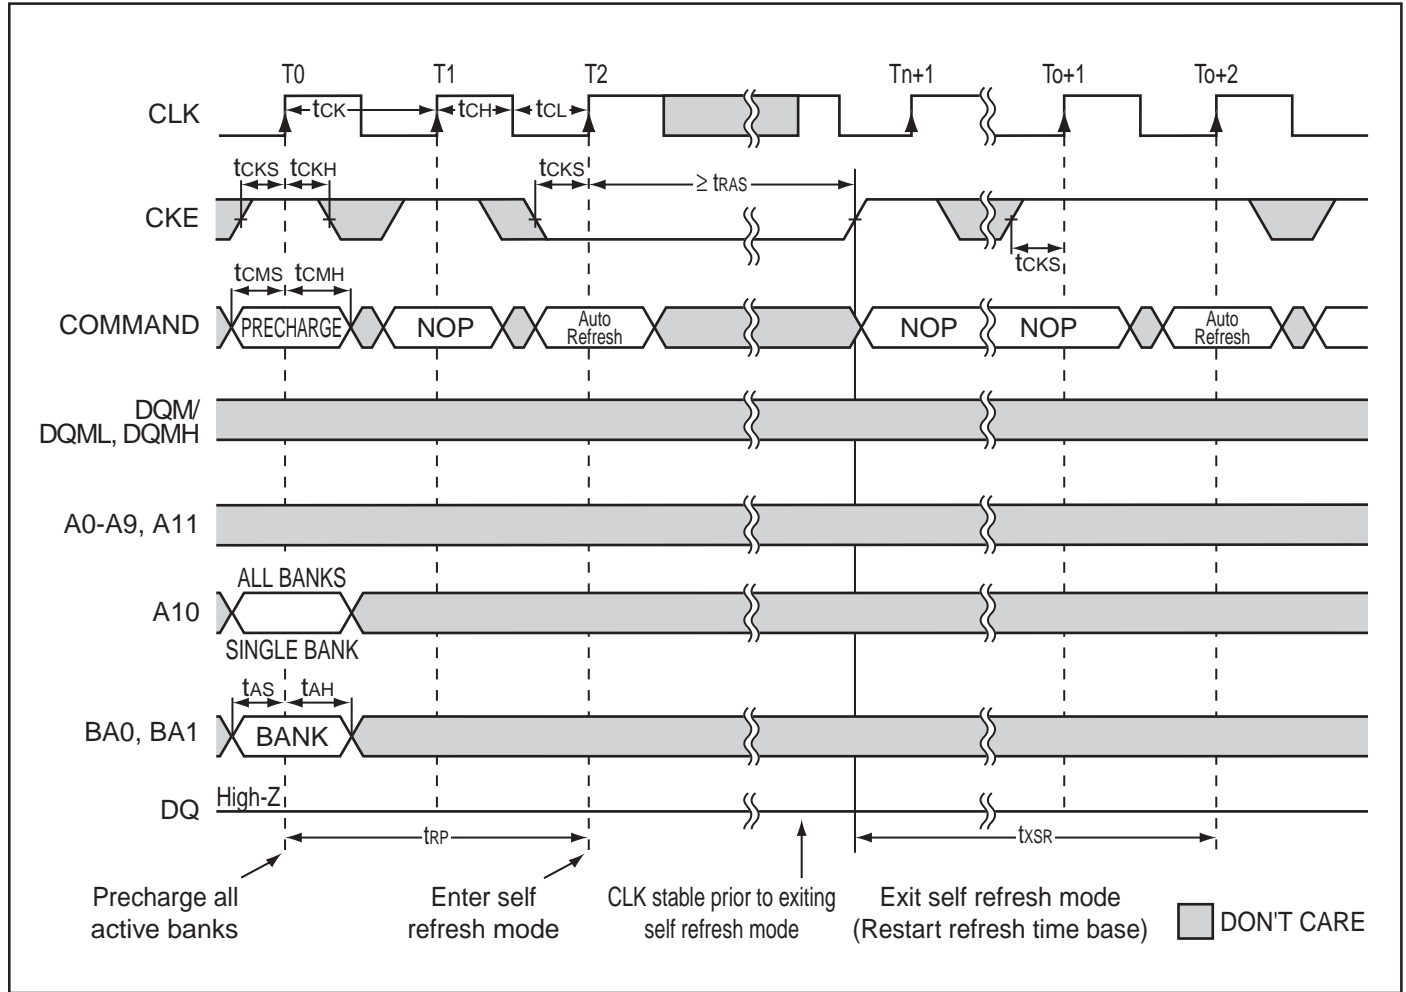 T0 T1 T2 Tn+1 To+1 To+2
CLK
tCK tCH tCL
tCKS tCKH tCKS ≥ tRAS
CKE
tCKS
tCMS tCMH
COMMAND PRECHARGE NOP Auto Refresh NOP NOP Auto Refresh
DQM/
DQML, DQMH
A0-A9, A11
ALL BANKS
A10
SINGLE BANK
tAS tAH
BA0, BA1 BANK
DQ High-Z
tRP tXSR
Precharge all
active banks
Enter self
refresh mode
CLK stable prior to exiting
self refresh mode
Exit self refresh mode
(Restart refresh time base)
DON'T CARE